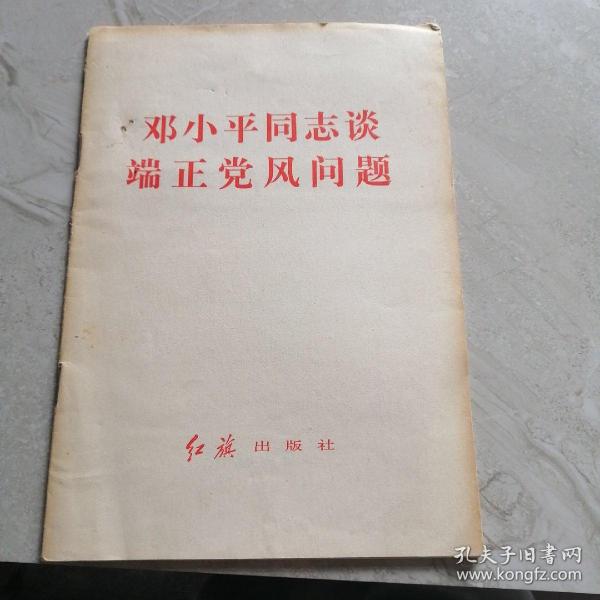 邓小平同志谈
端正党风问题
红旗 出版社
孔夫子旧书网
www.kongfz.com